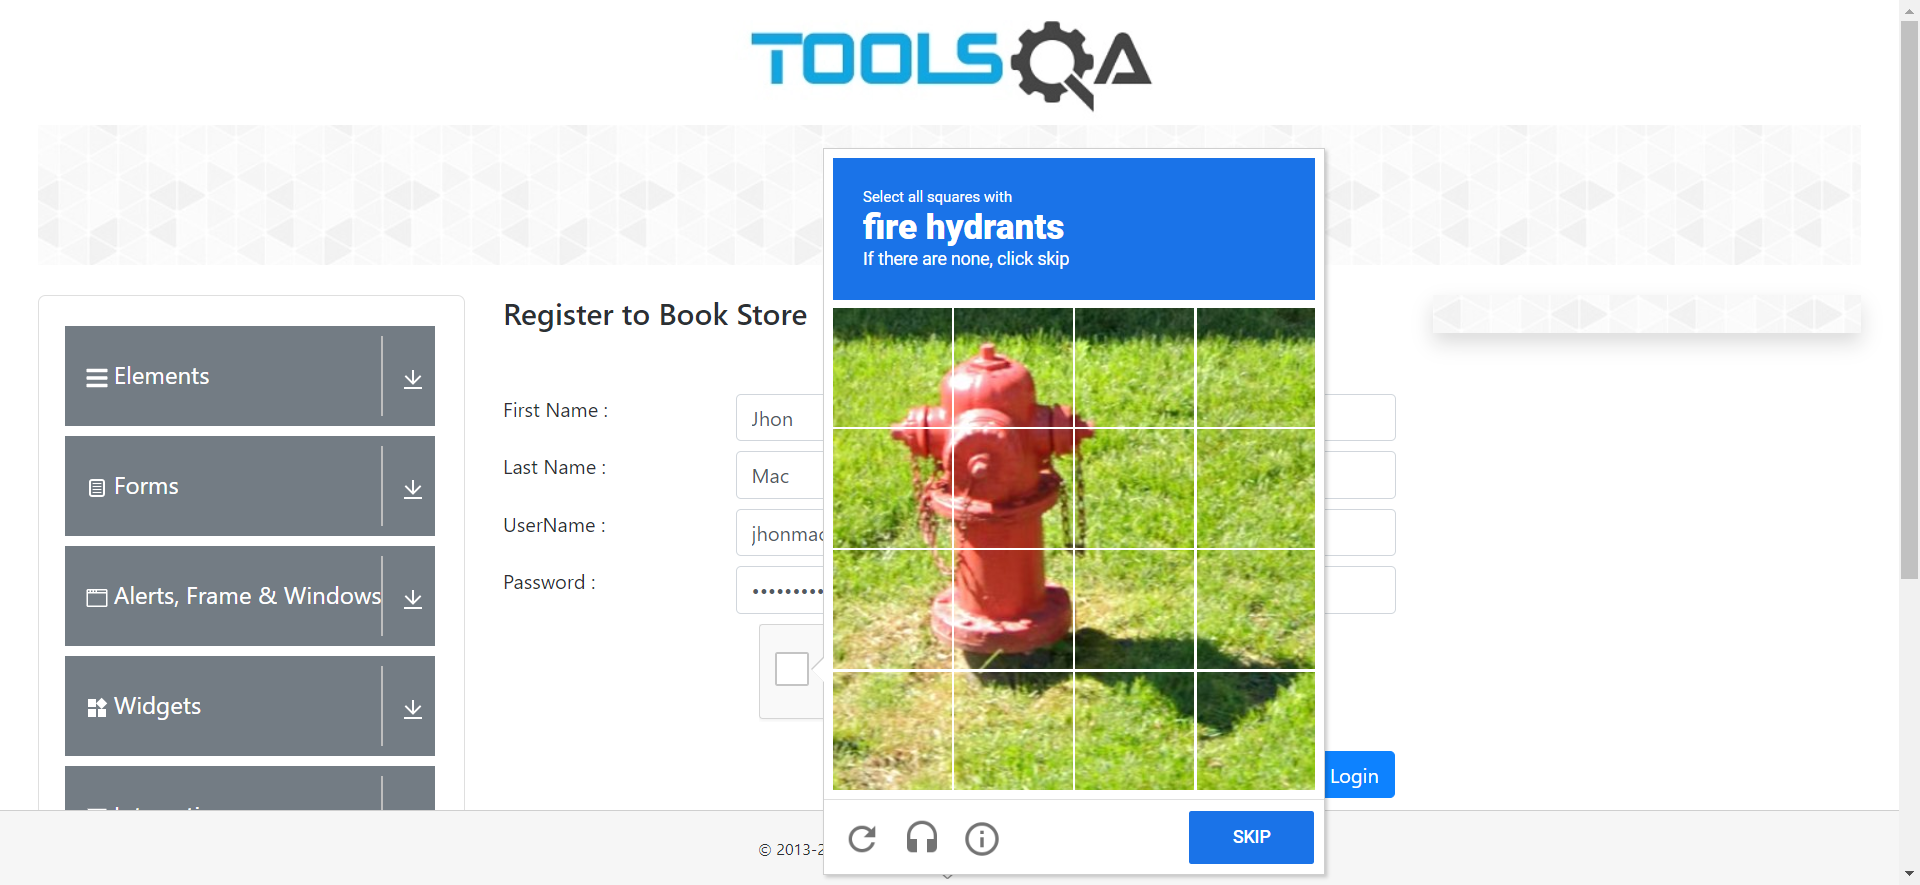 TOOLSQA
Select all squares with
fire hydrants
If there are none, click skip
Register to Book Store
Elements
Forms
Alerts, Frame & Windows
Widgets
First Name :
Jhon
Last Name :
Mac
UserName :
jhonmac
Password :
Login
SKIP
© 2013-2